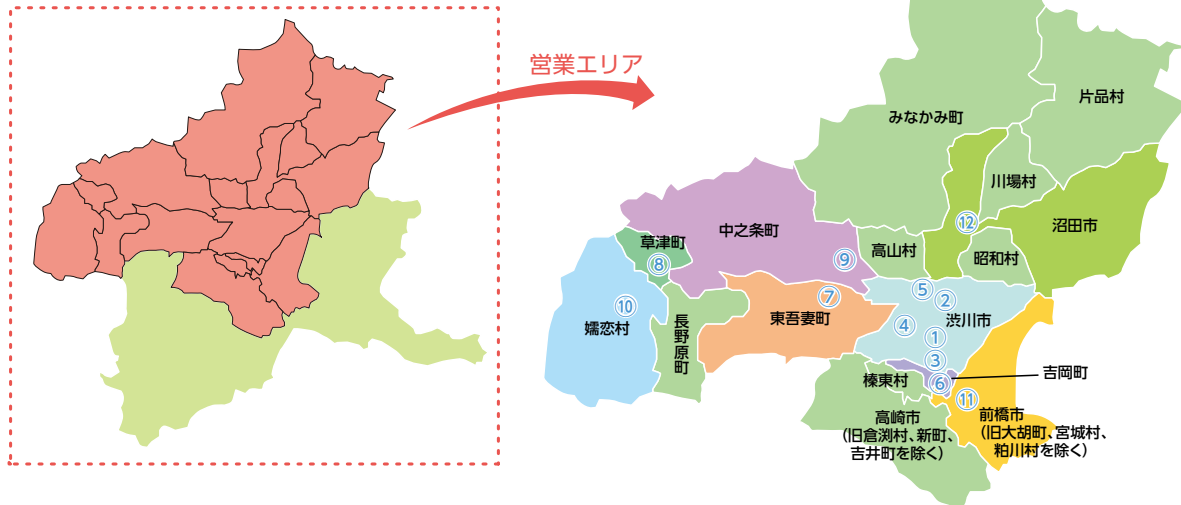 営業エリア
みなかみ町
片品村
川場村
⑫
沼田市
中之条町
高山村
昭和村
草津町
⑧
⑨
⑩
嬬恋村
長野原町
東吾妻町
⑦
⑤
②
渋川市
④
①
③
吉岡町
⑥
榛東村
⑪
高崎市
(旧倉渕村、新町、
吉井町を除く)
前橋市
(旧大胡町、宮城村、
粕川村を除く)